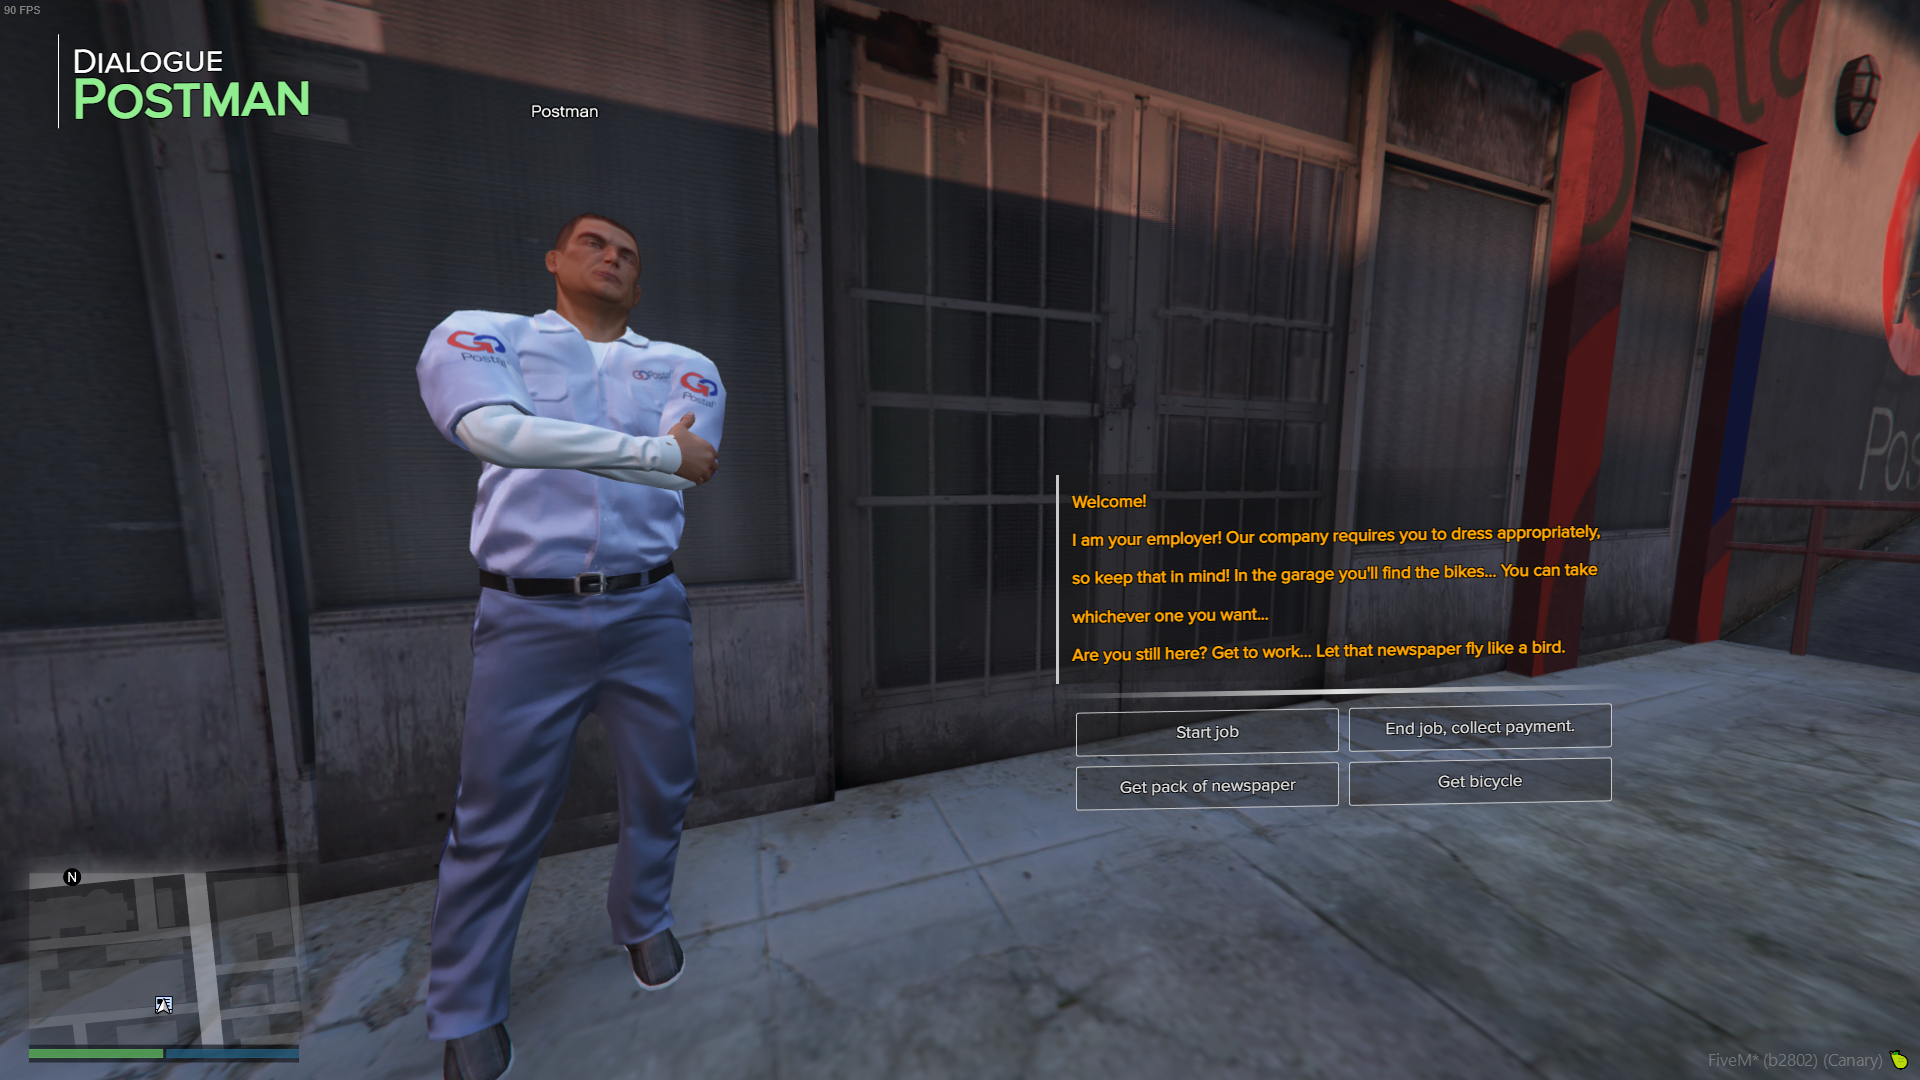 90 FPS
DIALOGUE
POSTMAN
Postman
Postal
GOPostal
Postal
Welcome!
I am your employer! Our company requires you to dress appropriately,
so keep that in mind! In the garage you'll find the bikes... You can take
whichever one you want...
Are you still here? Get to work... Let that newspaper fly like a bird.
Start job
End job, collect payment.
Get pack of newspaper
Get bicycle
N
FiveM* (b2802) (Canary)